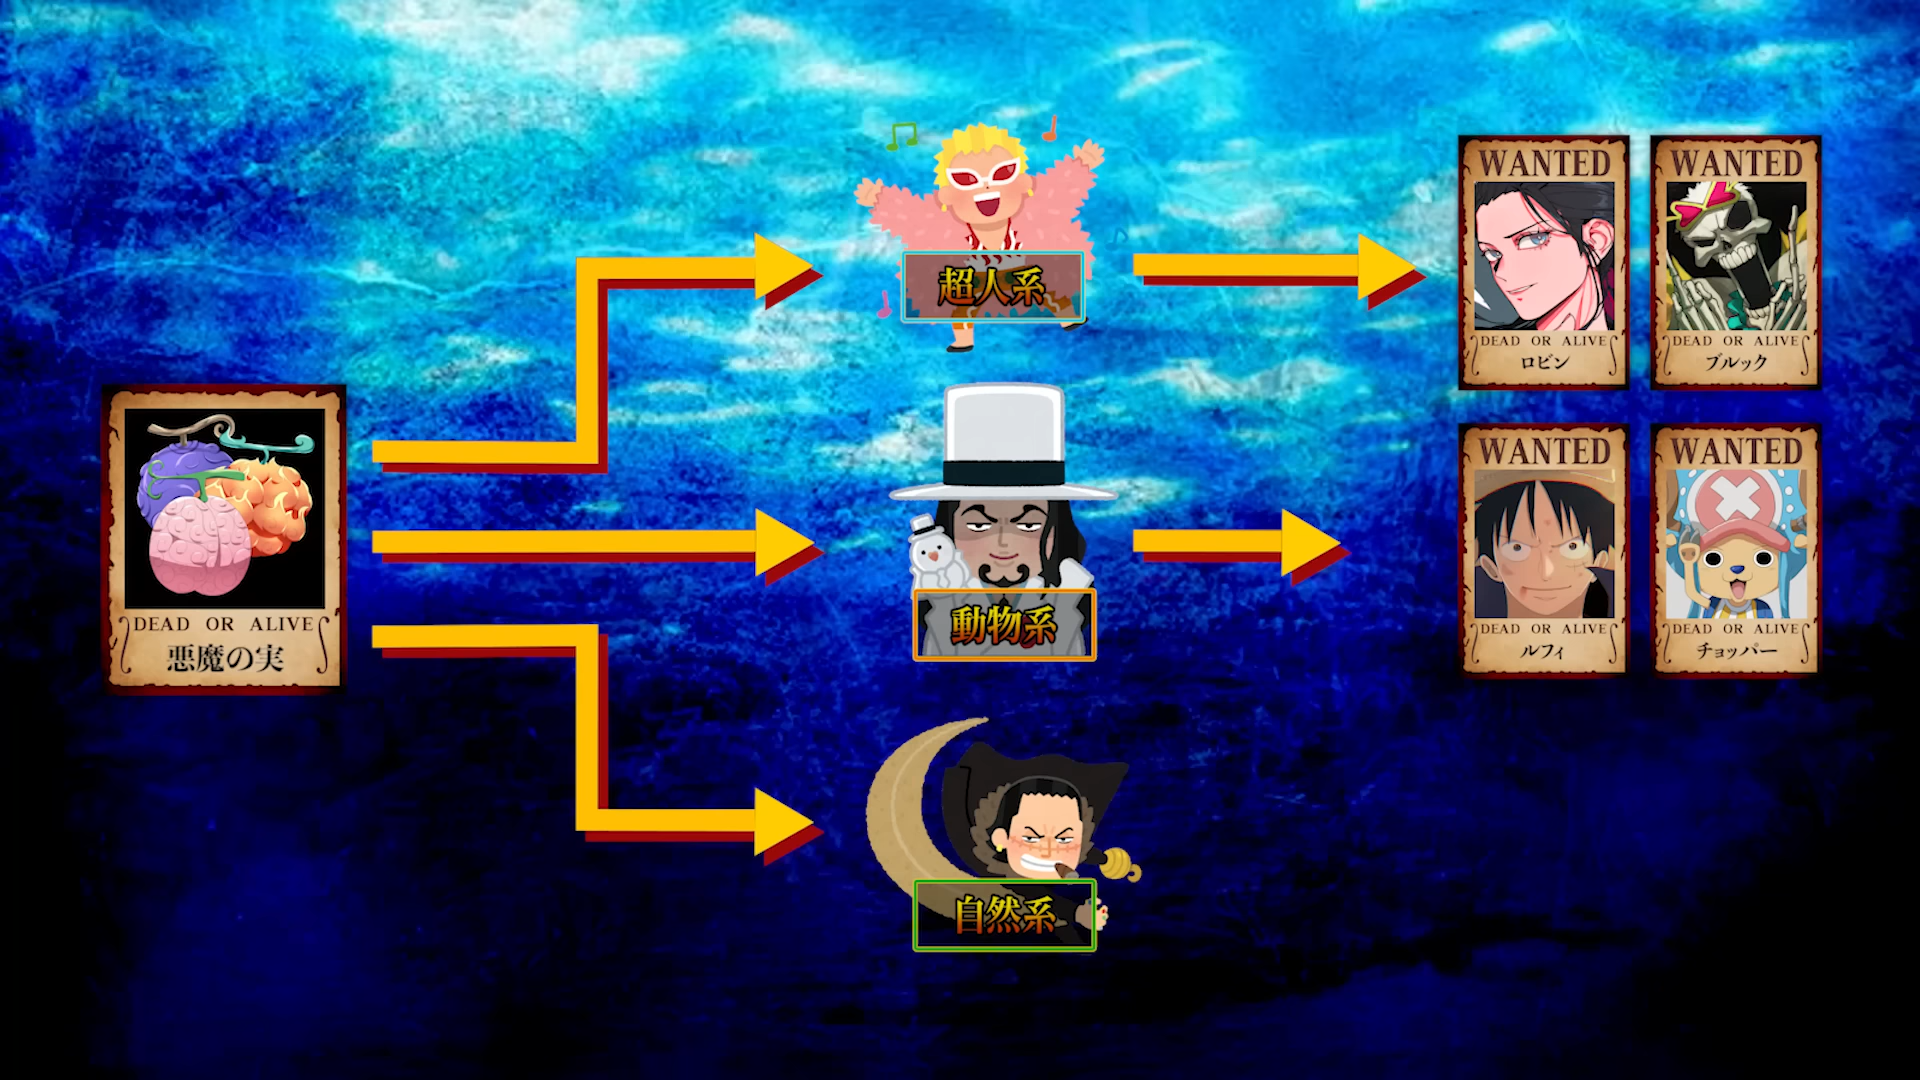 悪魔の実
DEAD OR ALIVE
超人系
動物系
自然系
WANTED
DEAD OR ALIVE
ロビン
WANTED
DEAD OR ALIVE
ブルック
WANTED
DEAD OR ALIVE
ルフィ
WANTED
DEAD OR ALIVE
チョッパー